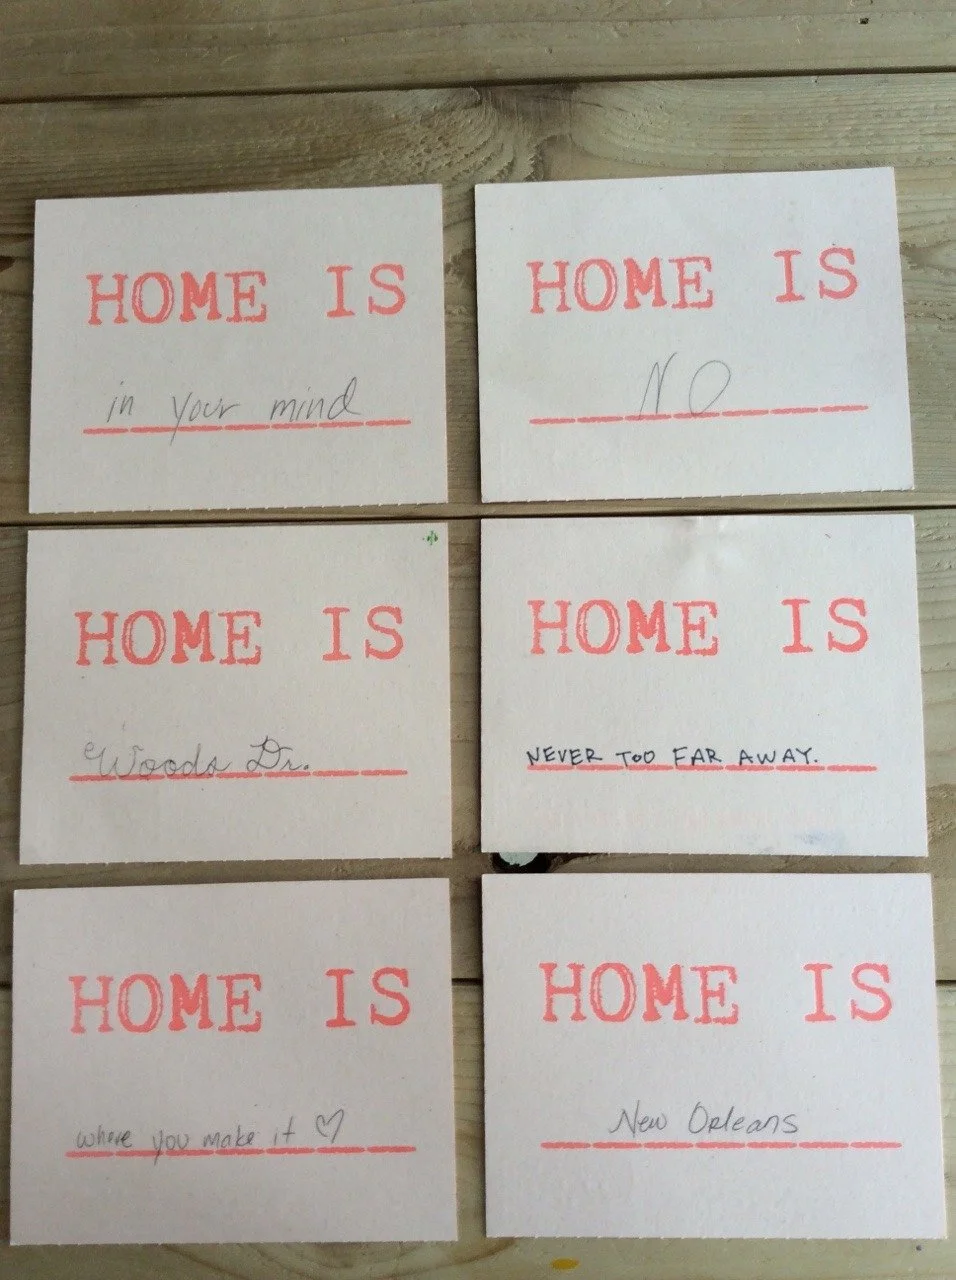 HOME IS
in your mind
HOME IS
NO
HOME IS
Woods Dr.
HOME IS
NEVER TOO FAR AWAY.
HOME IS
where you make it ♡
HOME IS
New Orleans